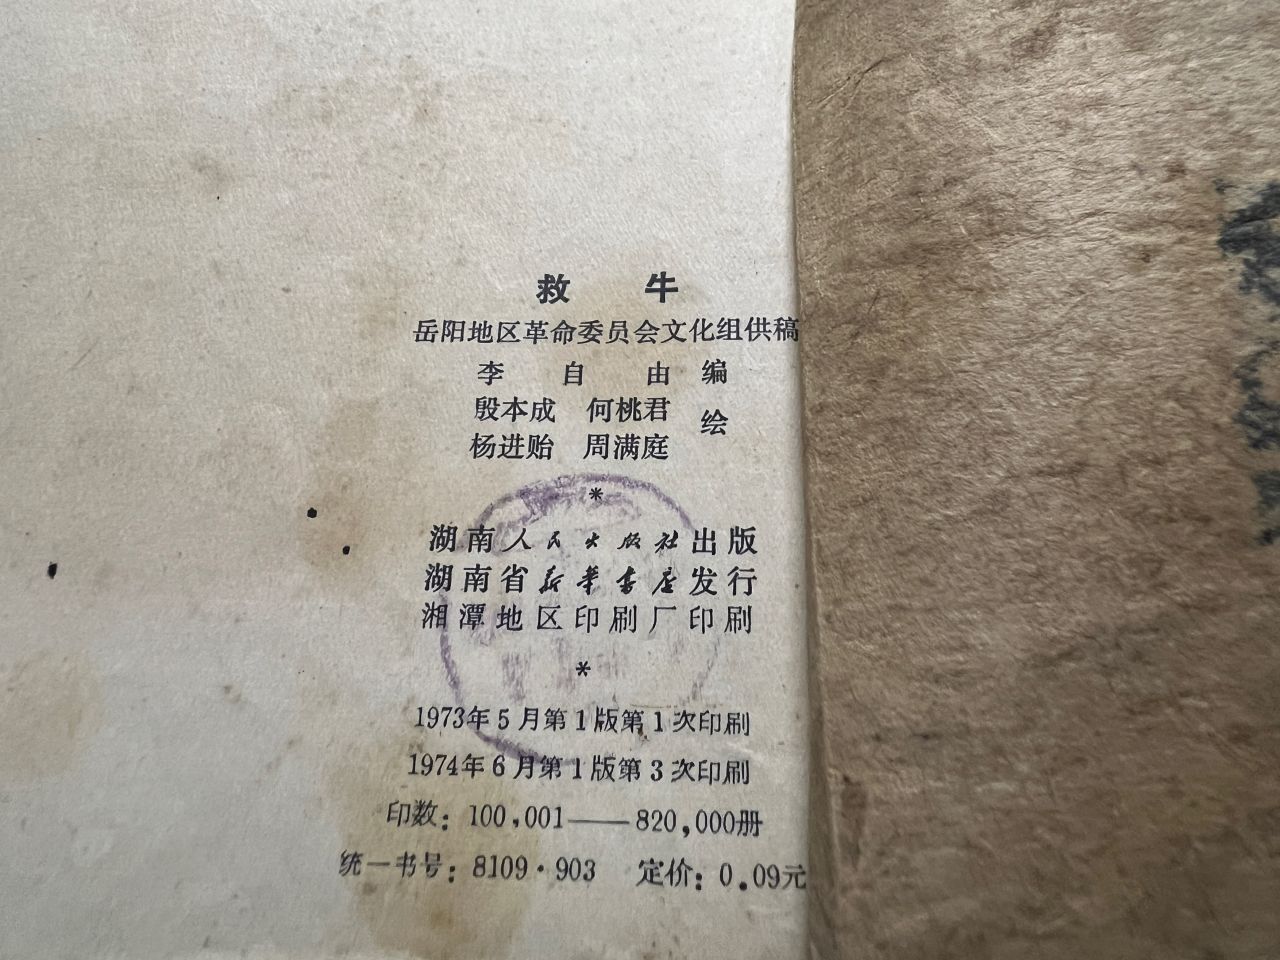 救 牛
岳阳地区革命委员会文化组供稿
李自由 编
殷本成 何桃君 绘
杨进贻 周满庭
*
湖南人民出版社出版
湖南省新华书店发行
湘潭地区印刷厂印刷
*
1973年5月第1版第1次印刷
1974年6月第1版第3次印刷
印数：100,001——820,000册
统一书号：8109·903 定价：0.09元